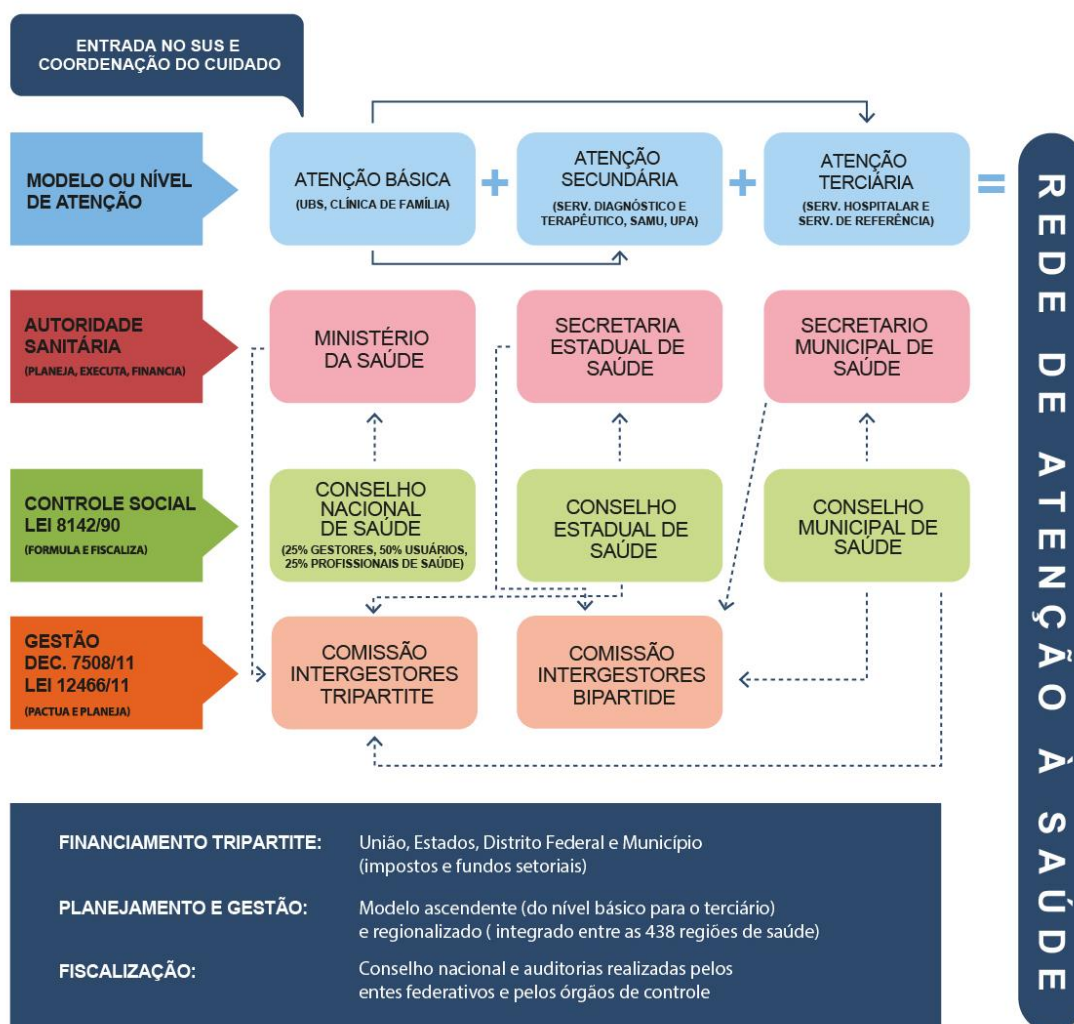 ENTRADA NO SUS E
COORDENAÇÃO DO CUIDADO
MODELO OU NÍVEL
DE ATENÇÃO
ATENÇÃO BÁSICA
(UBS, CLÍNICA DE FAMÍLIA)
+
ATENÇÃO
SECUNDÁRIA
(SERV. DIAGNÓSTICO E
TERAPÊUTICO, SAMU, UPA)
+
ATENÇÃO
TERCIÁRIA
(SERV. HOSPITALAR E
SERV. DE REFERÊNCIA)
=
REDE DE ATENÇÃO À SAÚDE
AUTORIDADE
SANITÁRIA
(PLANEJA, EXECUTA, FINANCIA)
MINISTÉRIO
DA SAÚDE
SECRETARIA
ESTADUAL DE
SAÚDE
SECRETARIO
MUNICIPAL DE
SAÚDE
CONTROLE SOCIAL
LEI 8142/90
(FORMULA E FISCALIZA)
CONSELHO
NACIONAL
DE SAÚDE
(25% GESTORES, 50% USUÁRIOS,
25% PROFISSIONAIS DE SAÚDE)
CONSELHO
ESTADUAL DE
SAÚDE
CONSELHO
MUNICIPAL DE
SAÚDE
GESTÃO
DEC. 7508/11
LEI 12466/11
(PACTUA E PLANEJA)
COMISSÃO
INTERGESTORES
TRIPARTITE
COMISSÃO
INTERGESTORES
BIPARTIDE
FINANCIAMENTO TRIPARTITE: União, Estados, Distrito Federal e Município
(impostos e fundos setoriais)
PLANEJAMENTO E GESTÃO: Modelo ascendente (do nível básico para o terciário)
e regionalizado ( integrado entre as 438 regiões de saúde)
FISCALIZAÇÃO: Conselho nacional e auditorias realizadas pelos
entes federativos e pelos órgãos de controle